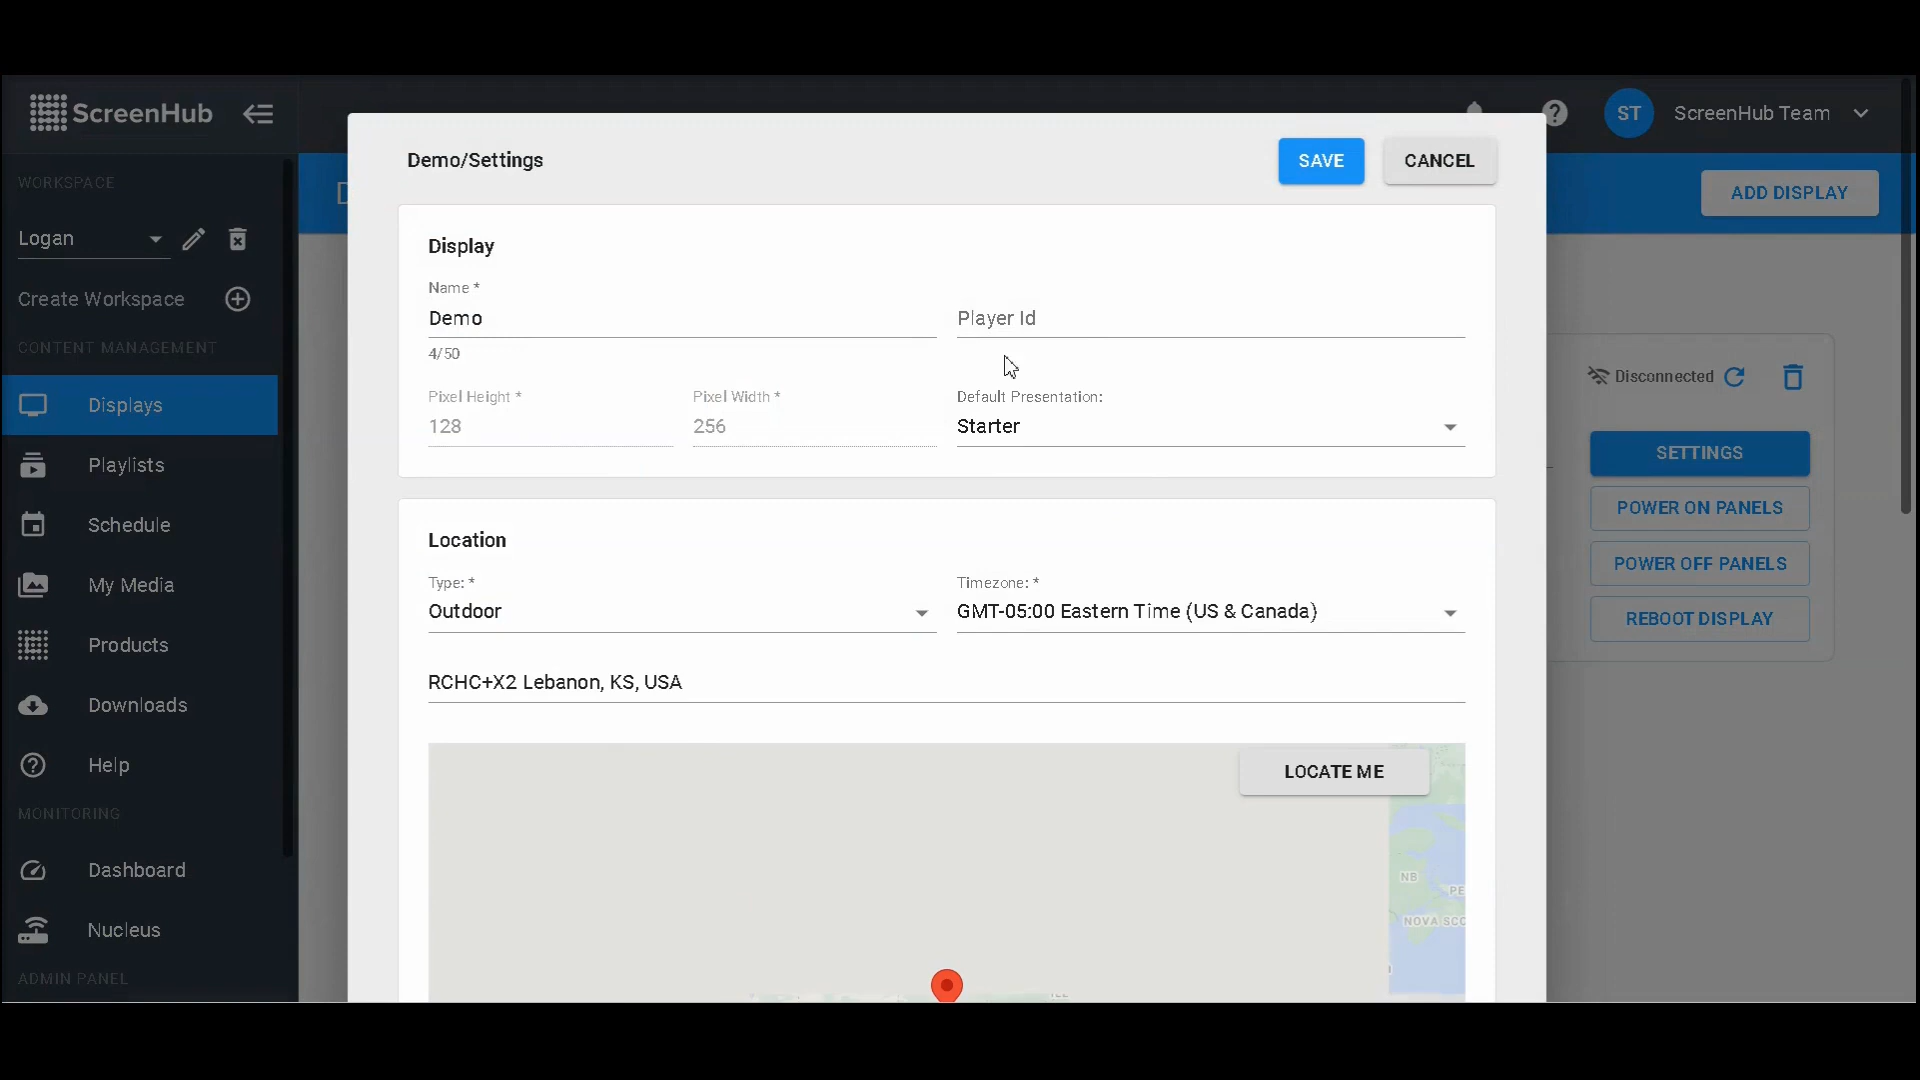 ScreenHub
Demo/Settings
SAVE
CANCEL
ST
ScreenHub Team
WORKSPACE
ADD DISPLAY
Logan
Create Workspace
CONTENT MANAGEMENT
Displays
Playlists
Schedule
My Media
Products
Downloads
Help
MONITORING
Dashboard
Nucleus
ADMIN PANEL
Display
Name *
Demo
4/50
Player Id
Pixel Height *
128
Pixel Width *
256
Default Presentation:
Starter
Location
Type: *
Outdoor
Timezone: *
GMT-05:00 Eastern Time (US & Canada)
RCHC+X2 Lebanon, KS, USA
LOCATE ME
NB
PE
NOVA SCO
Disconnected
SETTINGS
POWER ON PANELS
POWER OFF PANELS
REBOOT DISPLAY